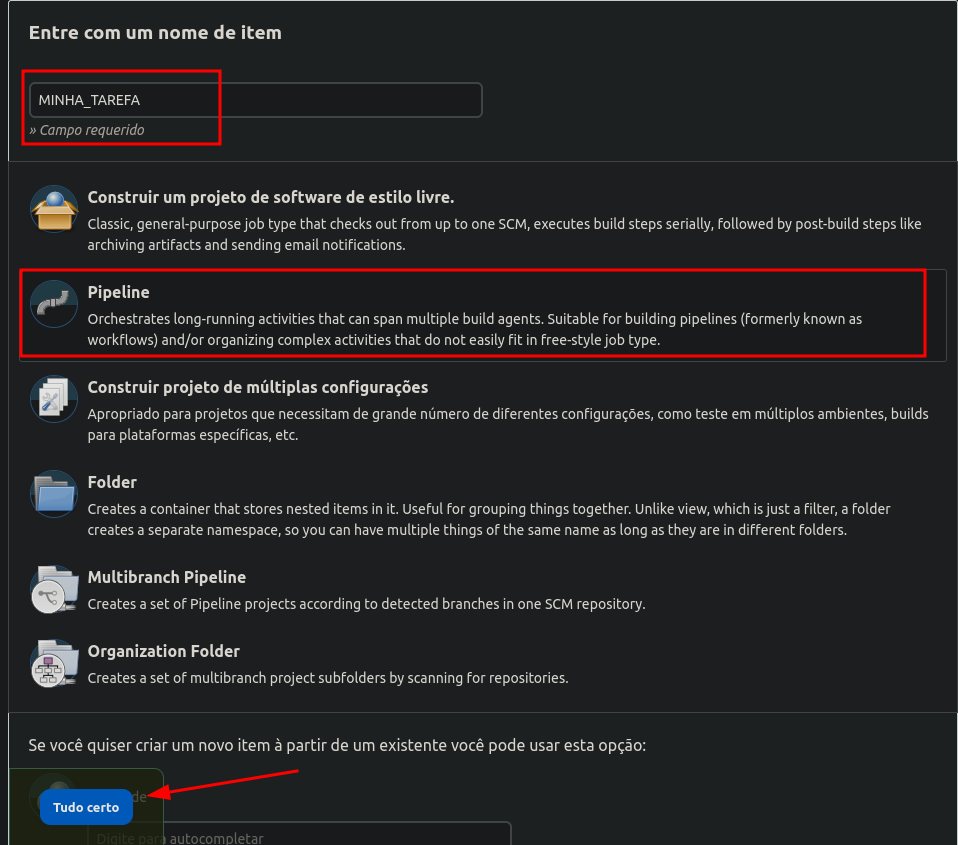 Entre com um nome de item
MINHA_TAREFA
» Campo requerido
Construir um projeto de software de estilo livre.
Classic, general-purpose job type that checks out from up to one SCM, executes build steps serially, followed by post-build steps like
archiving artifacts and sending email notifications.
Pipeline
Orchestrates long-running activities that can span multiple build agents. Suitable for building pipelines (formerly known as
workflows) and/or organizing complex activities that do not easily fit in free-style job type.
Construir projeto de múltiplas configurações
Apropriado para projetos que necessitam de grande número de diferentes configurações, como teste em múltiplos ambientes, builds
para plataformas específicas, etc.
Folder
Creates a container that stores nested items in it. Useful for grouping things together. Unlike view, which is just a filter, a folder
creates a separate namespace, so you can have multiple things of the same name as long as they are in different folders.
Multibranch Pipeline
Creates a set of Pipeline projects according to detected branches in one SCM repository.
Organization Folder
Creates a set of multibranch project subfolders by scanning for repositories.
Se você quiser criar um novo item à partir de um existente você pode usar esta opção:
de
Tudo certo
Digite para autocompletar